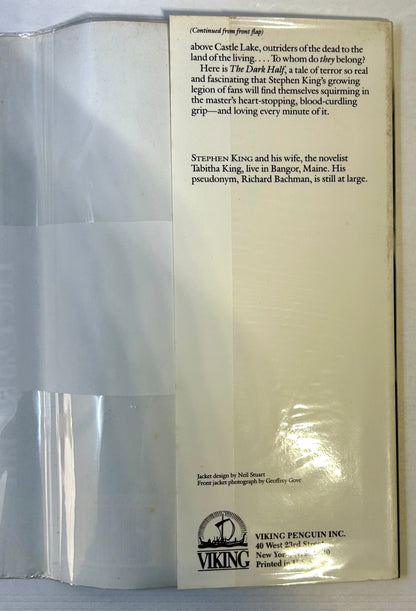 (Continued from front flap)
above Castle Lake, outriders of the dead to the
land of the living. . . . To whom do they belong?
Here is The Dark Half, a tale of terror so real
and fascinating that Stephen King's growing
legion of fans will find themselves squirming in
the master's heart-stopping, blood-curdling
grip—and loving every minute of it.
STEPHEN KING and his wife, the novelist
Tabitha King, live in Bangor, Maine. His
pseudonym, Richard Bachman, is still at large.
Jacket design by Neil Stuart
Front jacket photograph by Geoffrey Gove
VIKING
VIKING PENGUIN INC.
40 West 23rd Street
New
Printed in